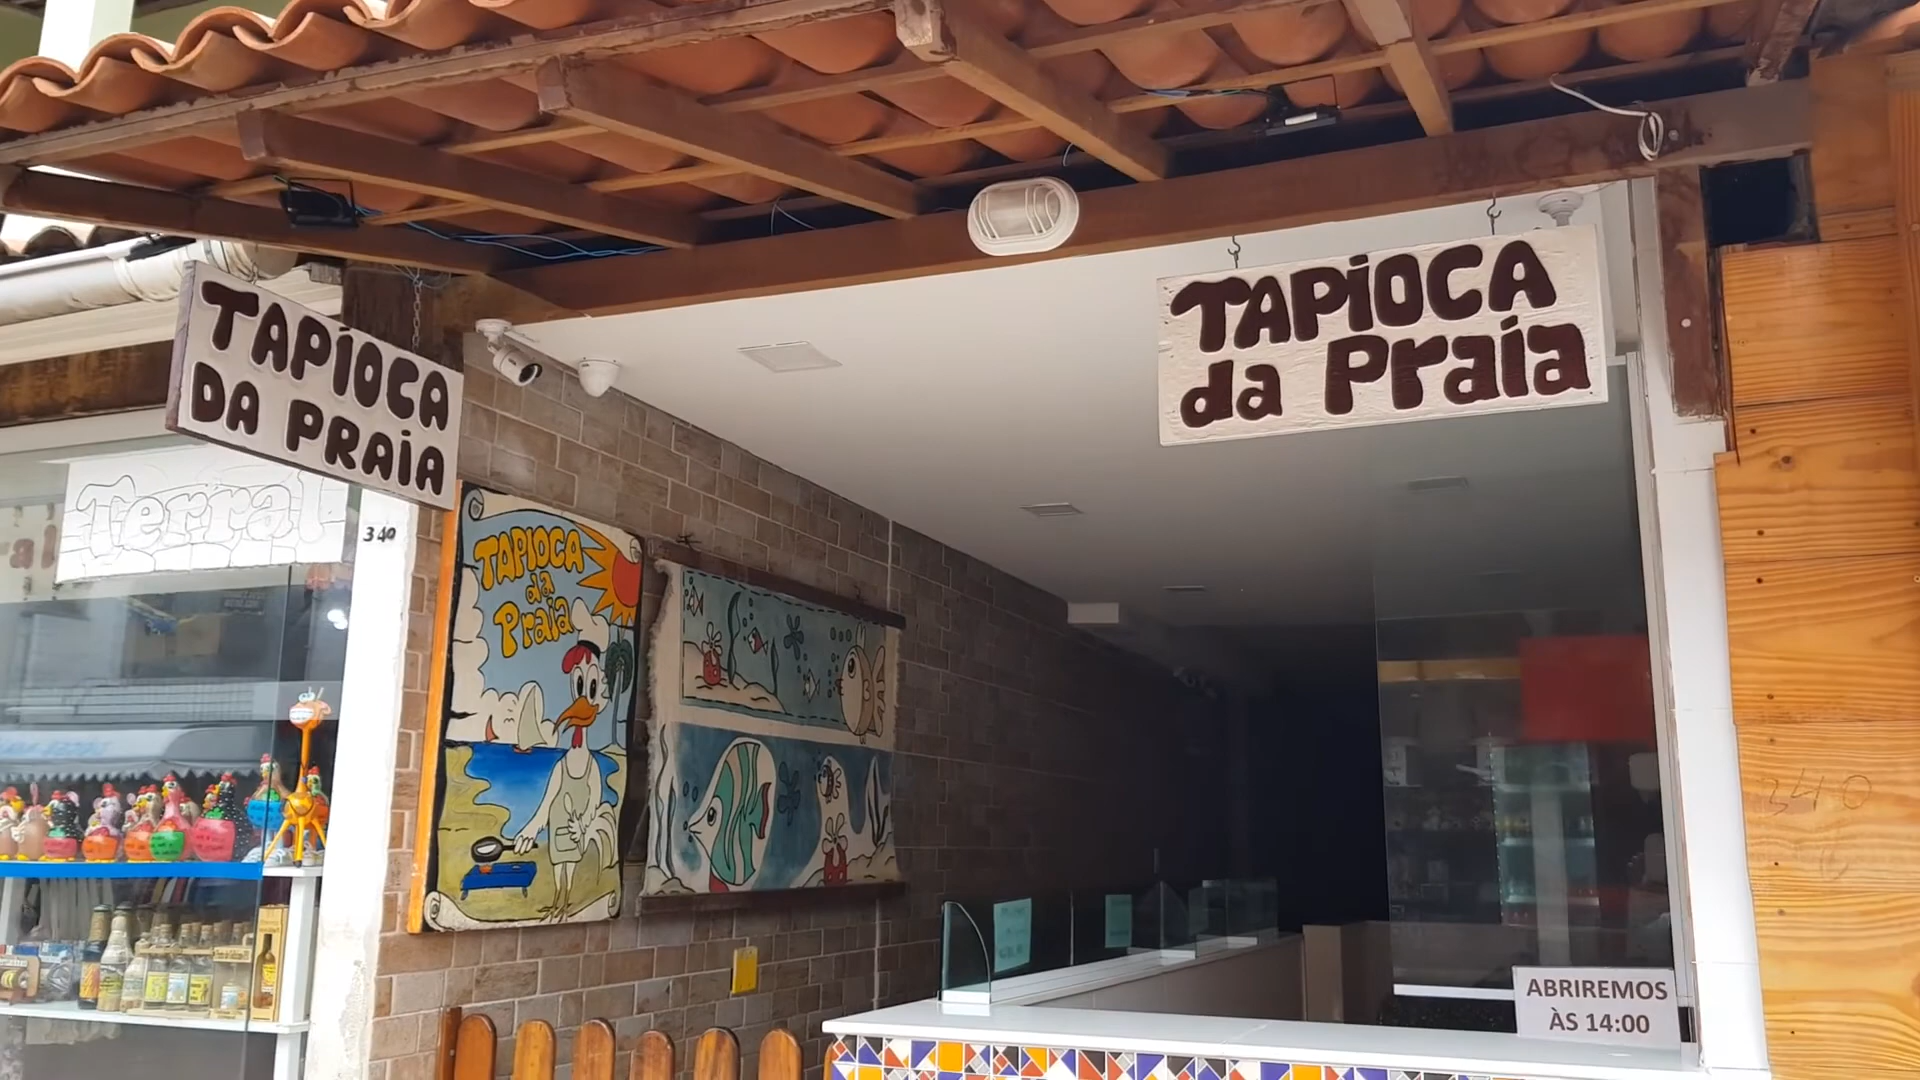 TAPIOCA
DA PRAIA
TAPIOCA
da Praia
Terral
340
TAPIOCA
da
Praia
340
ABRIREMOS
ÀS 14:00